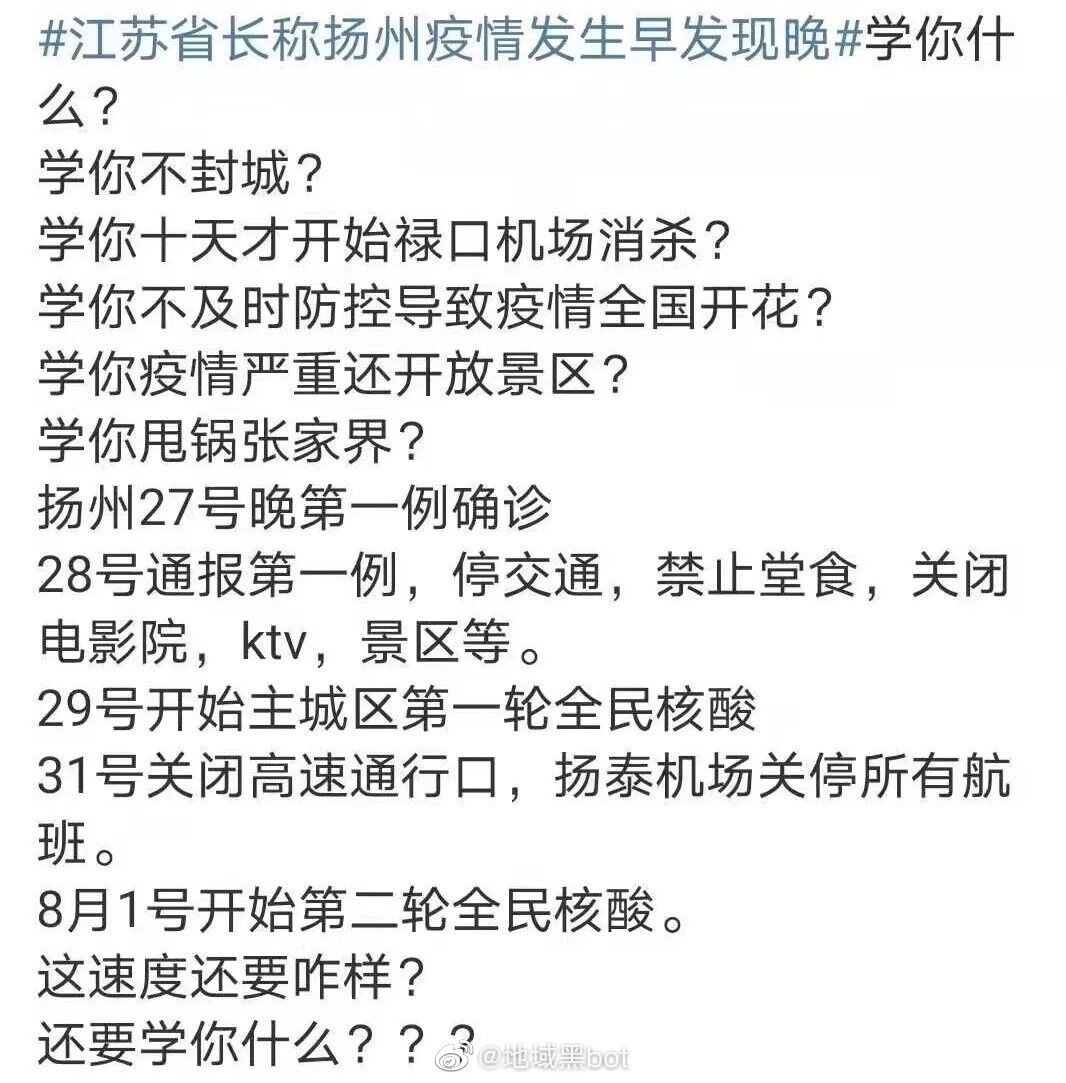 #江苏省长称扬州疫情发生早发现晚#学你什
么?
学你不封城?
学你十天才开始禄口机场消杀?
学你不及时防控导致疫情全国开花?
学你疫情严重还开放景区?
学你甩锅张家界?
扬州27号晚第一例确诊
28号通报第一例，停交通，禁止堂食，关闭
电影院，ktv，景区等。
29号开始主城区第一轮全民核酸
31号关闭高速通行口，扬泰机场关停所有航
班。
8月1号开始第二轮全民核酸。
这速度还要咋样?
还要学你什么???
@地域黑bot